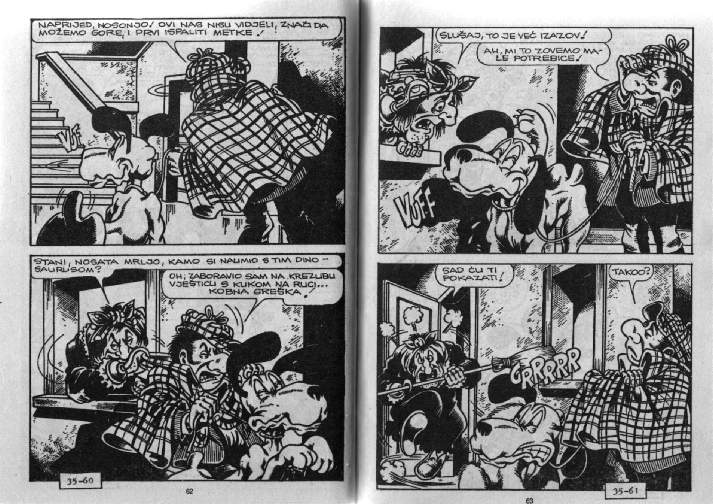 NAPRIJED, NOSONJO! OVI NAS NISU VIDJELI, ZNAČI DA
MOŽEMO GORE, I PRVI ISPALITI METKE!
VUF
STANI, NOSATA MRLJO, KAMO SI NAUMIO S TIM DINO-
SAURUSOM?
OH, ZABORAVIO SAM NA KREZUBU
VJEŠTICU S KUKOM NA RUCI...
KOBNA GREŠKA!
35-60
62
SLUŠAJ, TO JE VEĆ IZAZOV!
AH, MI TO ZOVEMO MA-
LE POTREBICE!
VUFF
SAD ĆU TI
POKAZATI!
TAKOO?
GRRRRR
63
35-61